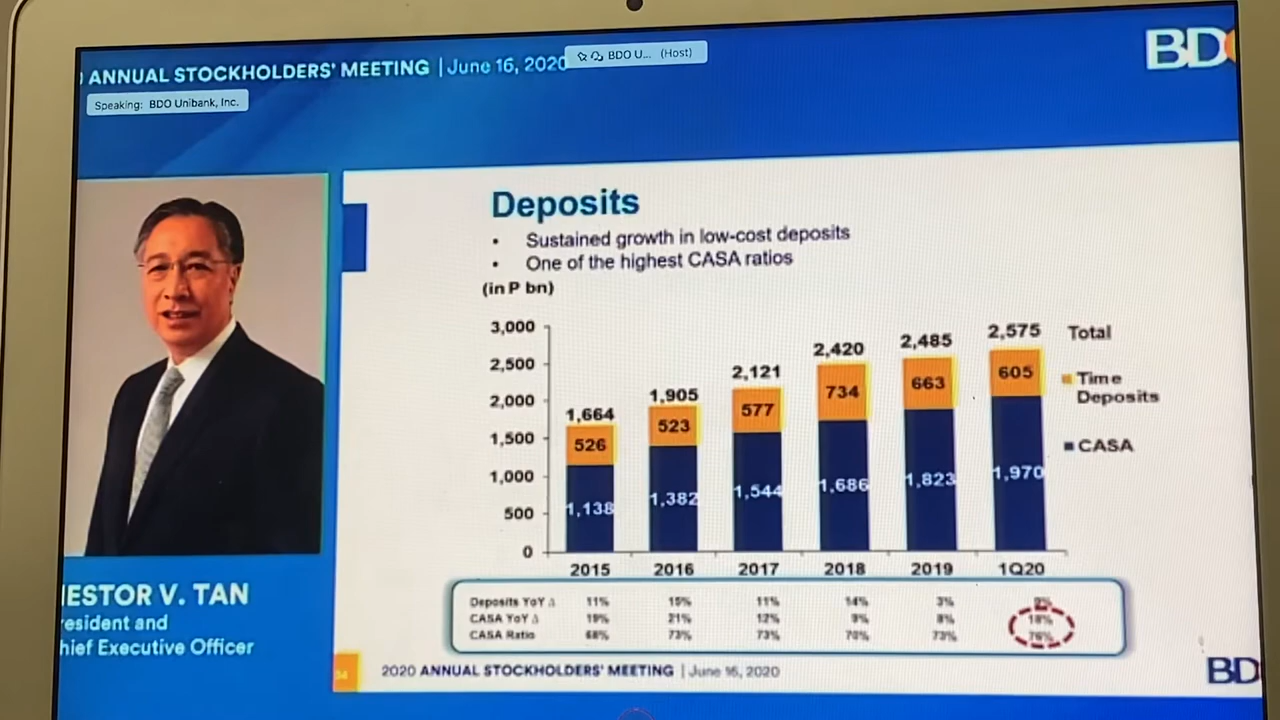 ANNUAL STOCKHOLDERS' MEETING | June 16, 2020
BDO U... (Host)
BD
Speaking: BDO Unibank, Inc.
Deposits
• Sustained growth in low-cost deposits
• One of the highest CASA ratios
(in P bn)
3,000
2,500
2,000
1,500
1,000
500
0
1,664 1,905 2,121 2,420 2,485 2,575 Total
526 523 577 734 663 605 Time Deposits
1,138 1,382 1,544 1,686 1,823 1,970 CASA
2015 2016 2017 2018 2019 1Q20
Deposits YoY Δ 11% 15% 11% 14% 3%
CASA YoY Δ 19% 21% 12% 9% 8% 18%
CASA Ratio 68% 73% 73% 70% 73% 76%
ESTOR V. TAN
esident and
hief Executive Officer
34 2020 ANNUAL STOCKHOLDERS' MEETING | June 16, 2020
BD